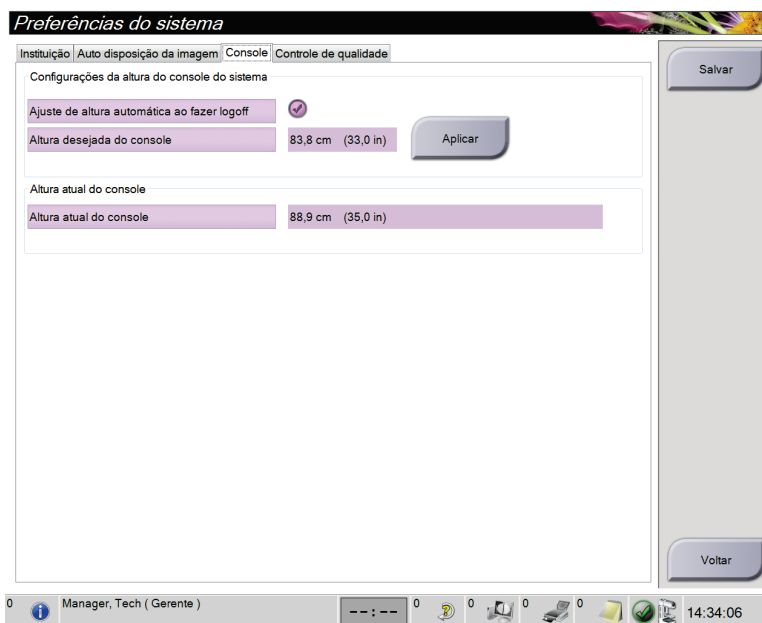 Preferências do sistema
Instituição Auto disposição da imagem Console Controle de qualidade
Salvar
Configurações da altura do console do sistema
Ajuste de altura automática ao fazer logoff
Altura desejada do console 83,8 cm (33,0 in) Aplicar
Altura atual do console
Altura atual do console 88,9 cm (35,0 in)
Voltar
0 Manager, Tech ( Gerente ) --:-- 0 0 0 0 14:34:06